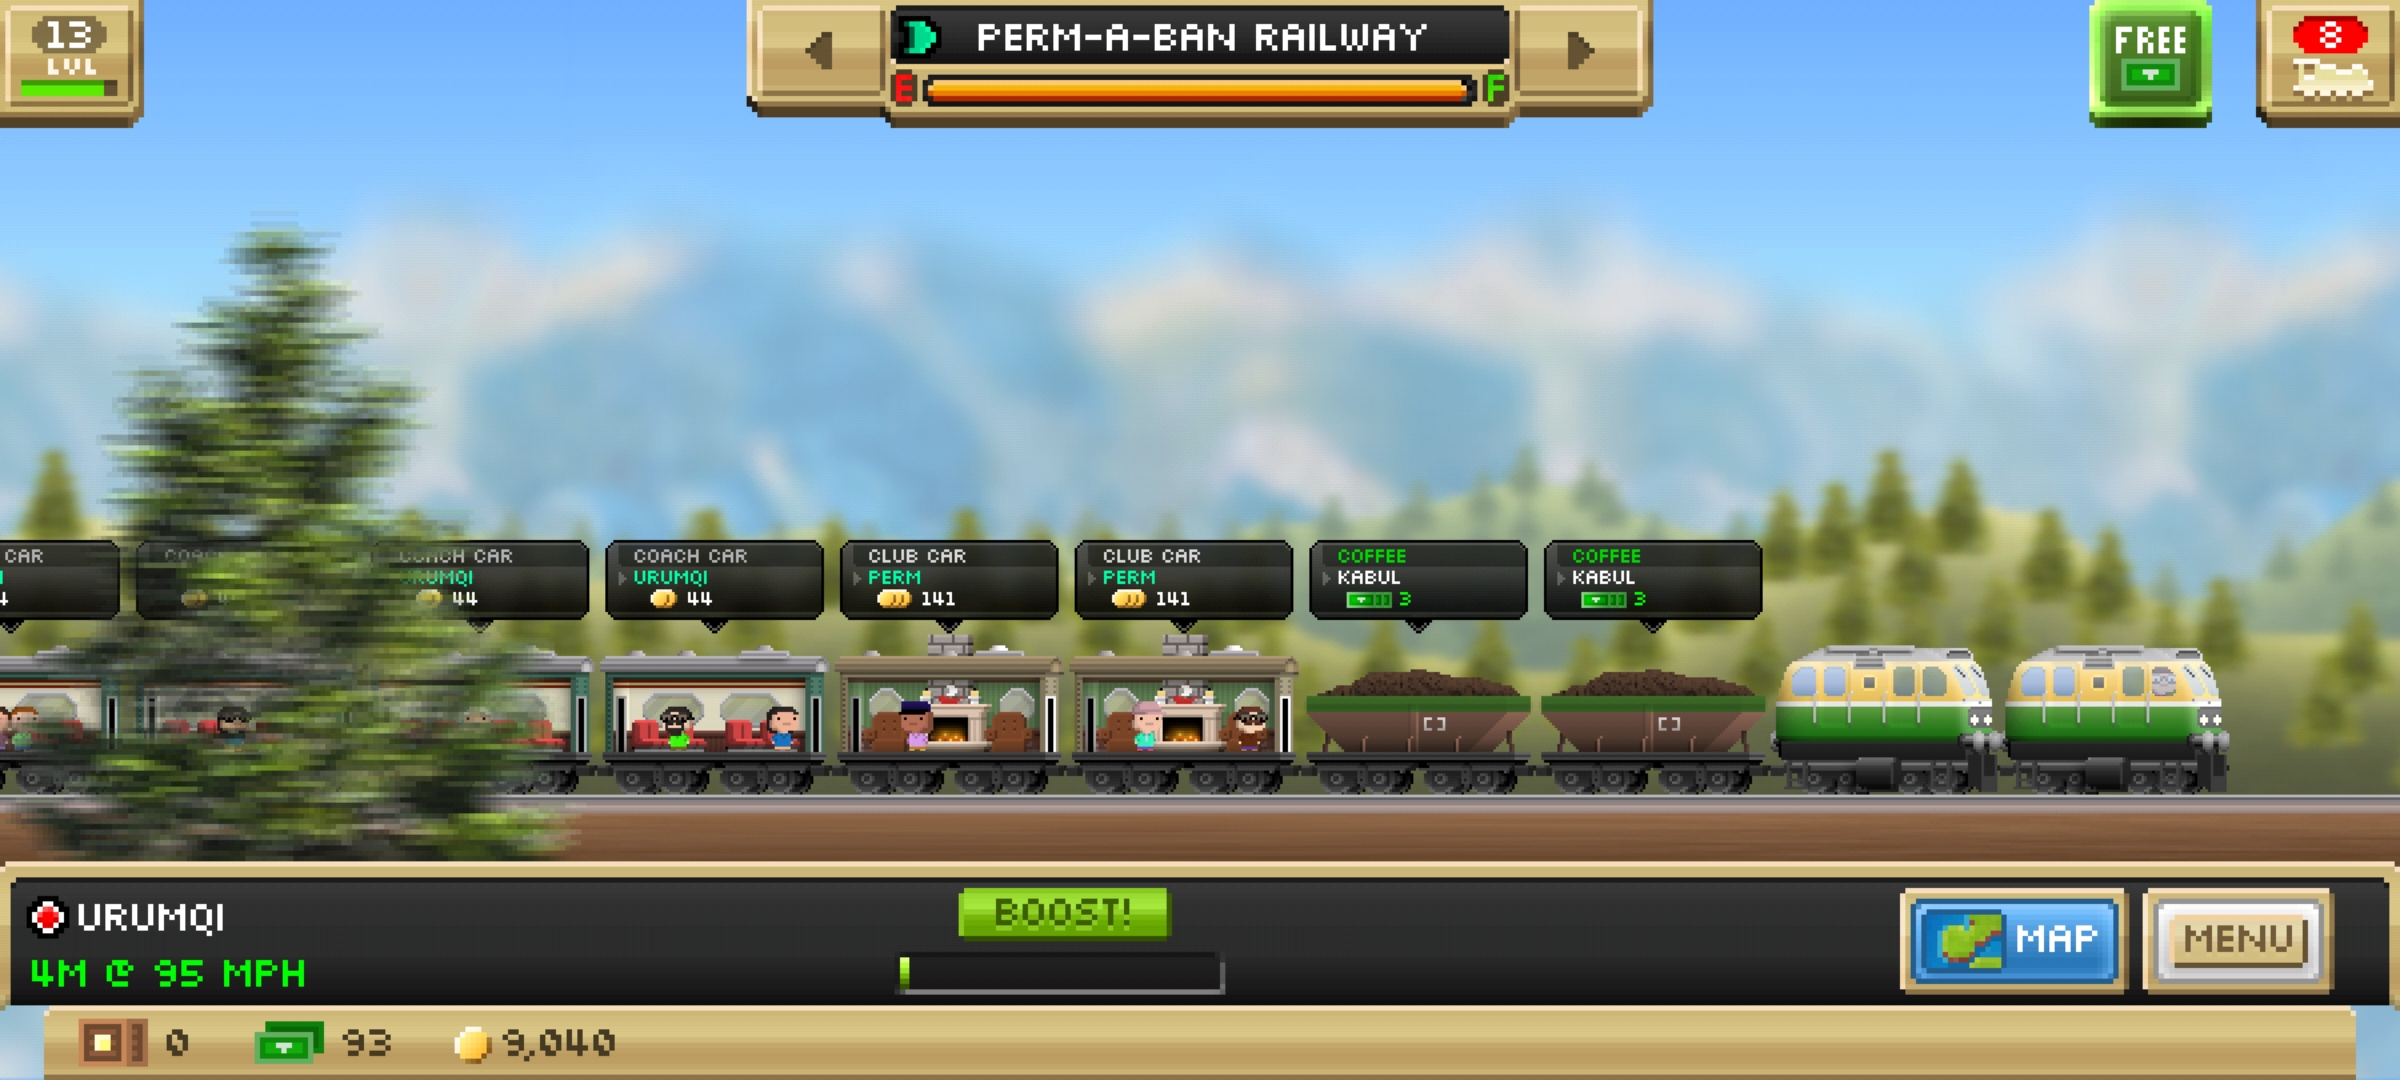 13
LVL
PERM-A-BAN RAILWAY
E
F
FREE
8
CAR
4
COACH CAR
URUMQI
44
COACH CAR
URUMQI
44
CLUB CAR
PERM
141
CLUB CAR
PERM
141
COFFEE
KABUL
3
COFFEE
KABUL
3
URUMQI
4M @ 95 MPH
BOOST!
MAP
MENU
0
93
9,040